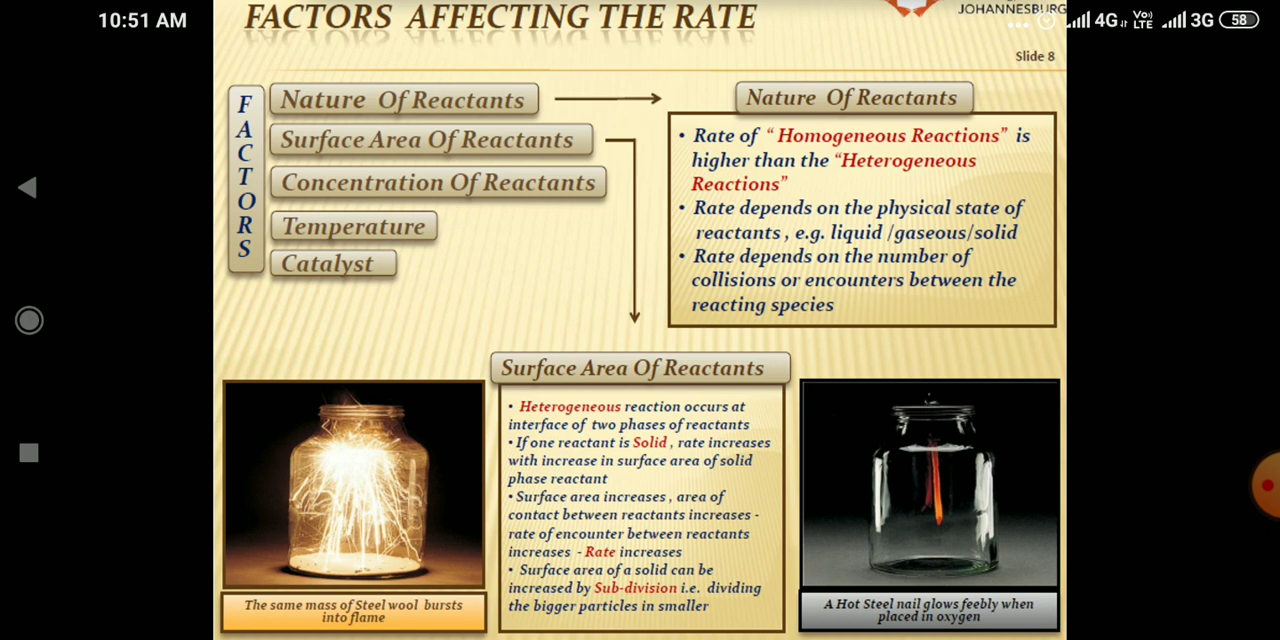 10:51 AM
4G
Vo)
LTE
3G
58
FACTORS AFFECTING THE RATE
JOHANNESBURG
Slide 8
FACTORS
Nature Of Reactants
Surface Area Of Reactants
Concentration Of Reactants
Temperature
Catalyst
Nature Of Reactants
• Rate of “ Homogeneous Reactions” is
higher than the “Heterogeneous
Reactions”
• Rate depends on the physical state of
reactants , e.g. liquid /gaseous/solid
• Rate depends on the number of
collisions or encounters between the
reacting species
Surface Area Of Reactants
• Heterogeneous reaction occurs at
interface of two phases of reactants
• If one reactant is Solid , rate increases
with increase in surface area of solid
phase reactant
• Surface area increases , area of
contact between reactants increases -
rate of encounter between reactants
increases - Rate increases
• Surface area of a solid can be
increased by Sub-division i.e. dividing
the bigger particles in smaller
The same mass of Steel wool bursts
into flame
A Hot Steel nail glows feebly when
placed in oxygen